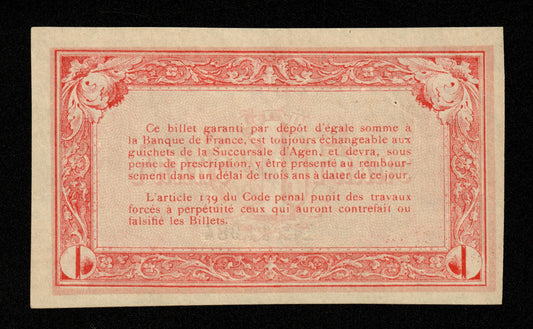 Ce billet garanti par dépôt d'égale somme à
la Banque de France, est toujours échangeable aux
guichets de la Succursale d'Agen, et devra, sous
peine de prescription, y être présenté au rembour-
sement dans un délai de trois ans à dater de ce jour.
L'article 139 du Code penal punit des travaux
forcés à perpétuité ceux qui auront contrefait ou
falsifié les Billets.
1 1